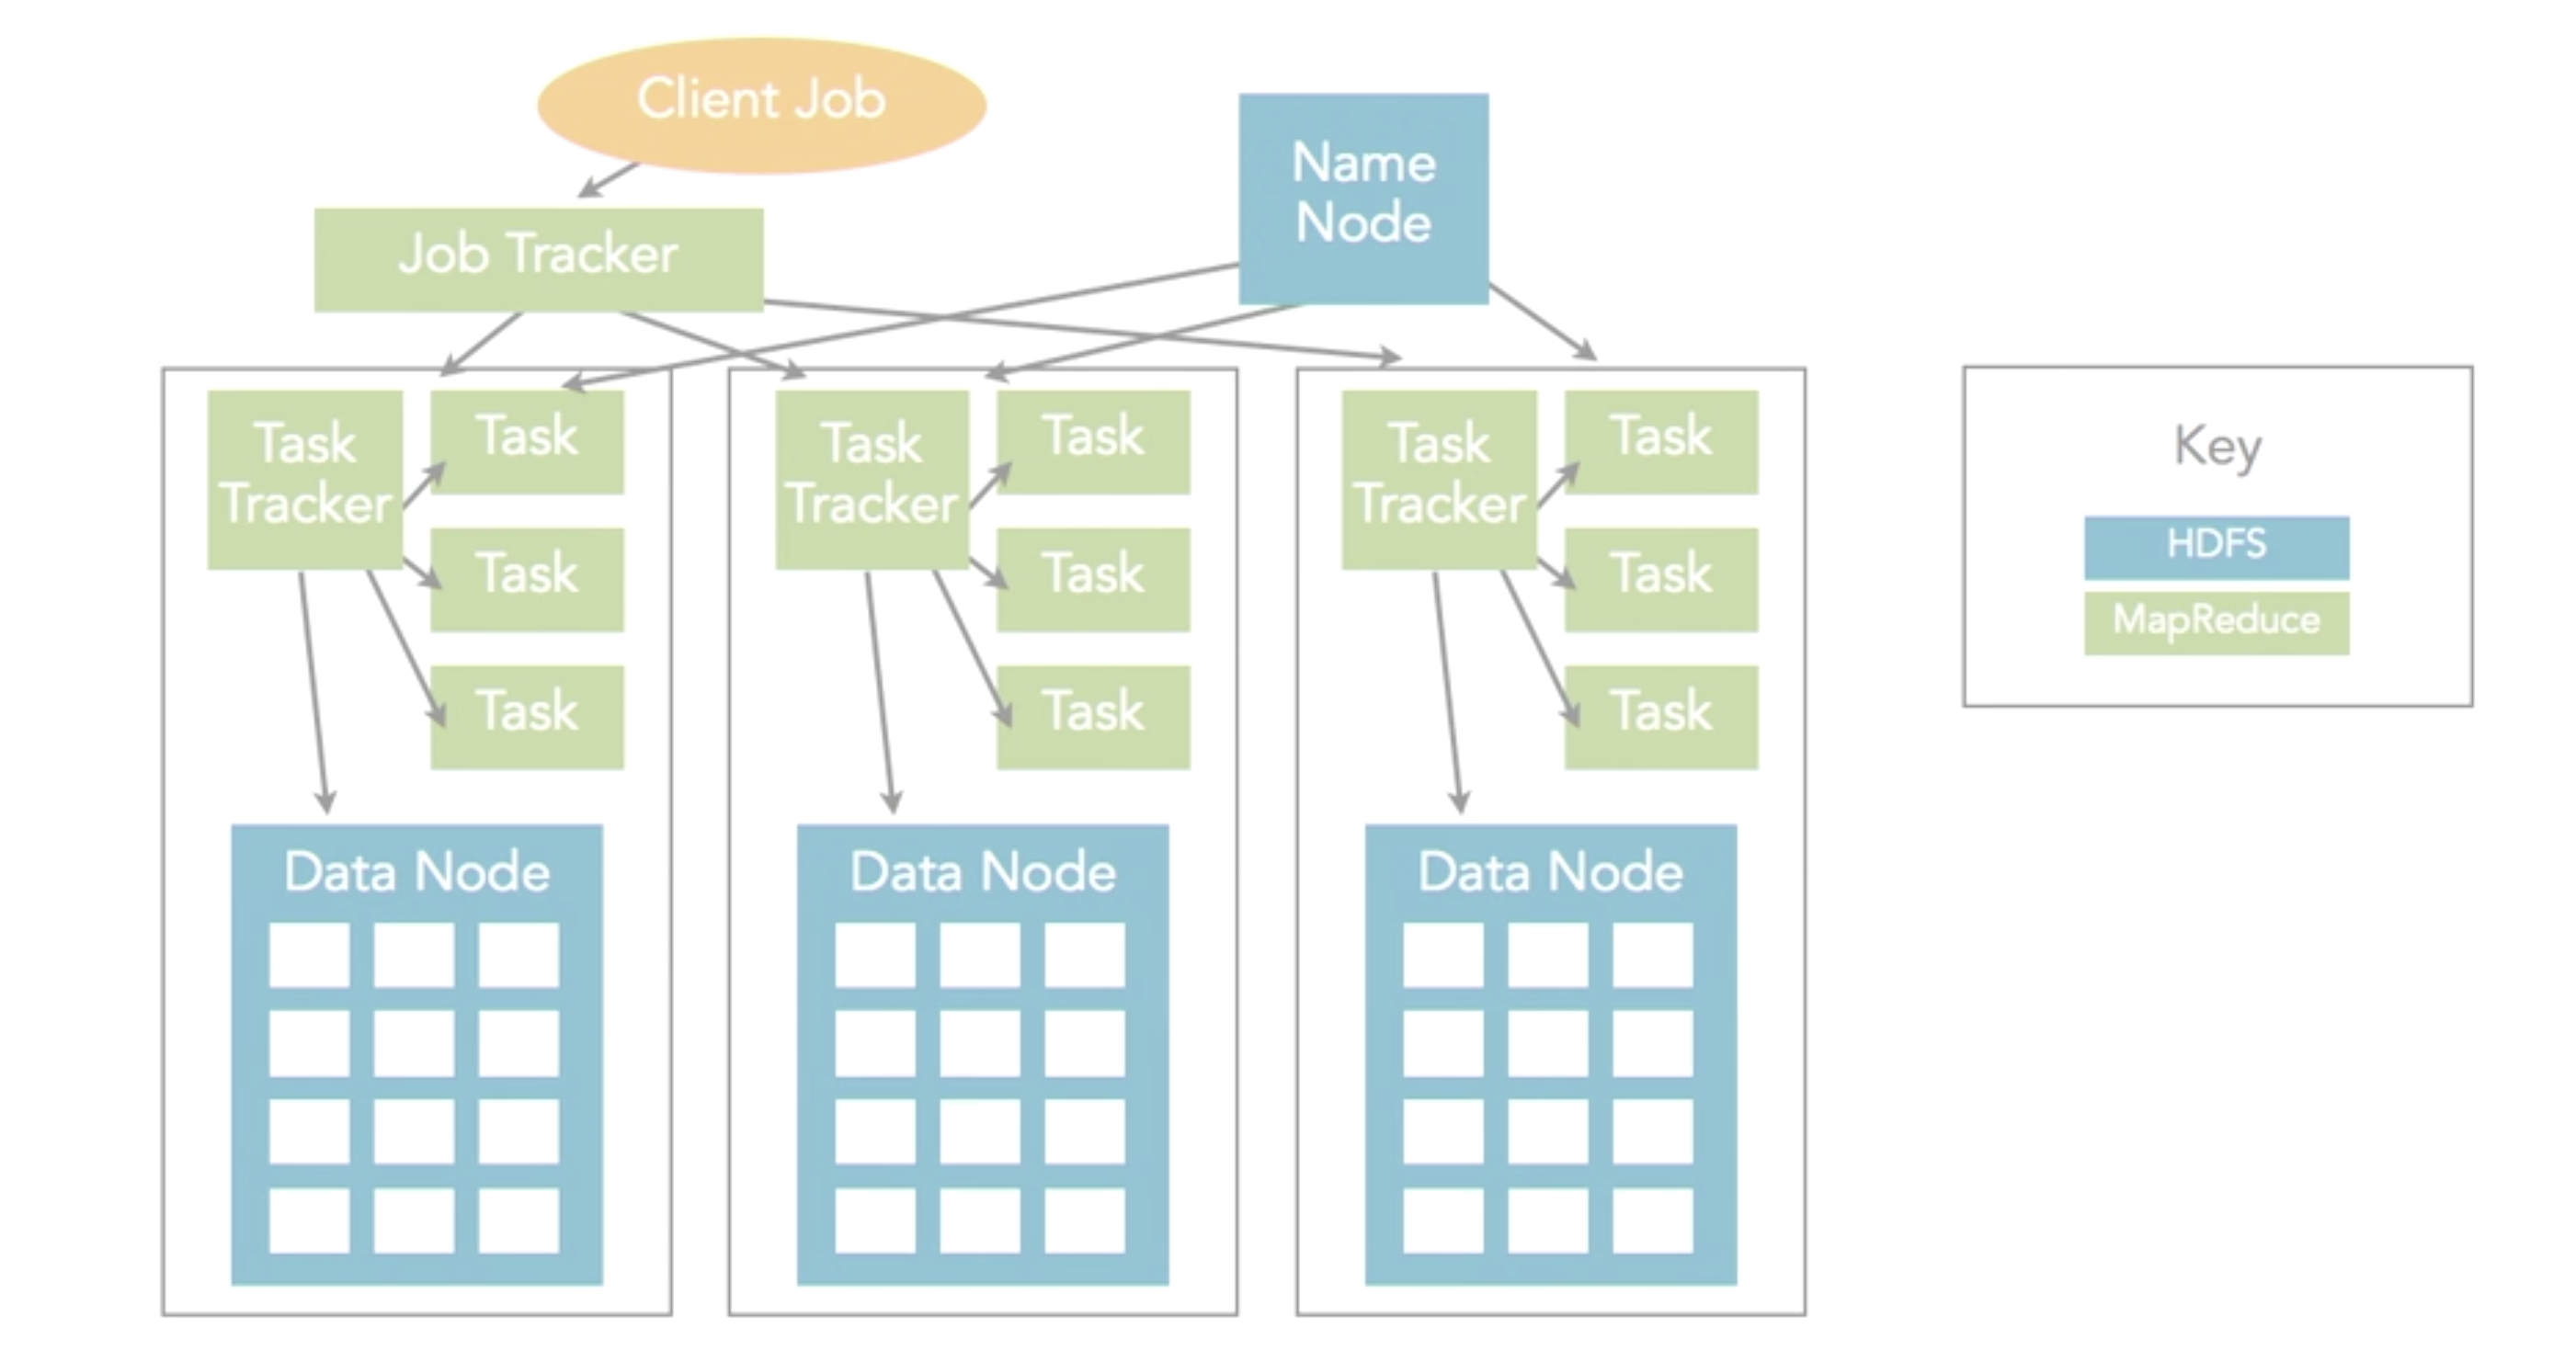 Client Job
Name
Node
Job Tracker
Task
Tracker
Task
Task
Task
Data Node
Task
Tracker
Task
Task
Task
Data Node
Task
Tracker
Task
Task
Task
Data Node
Key
HDFS
MapReduce